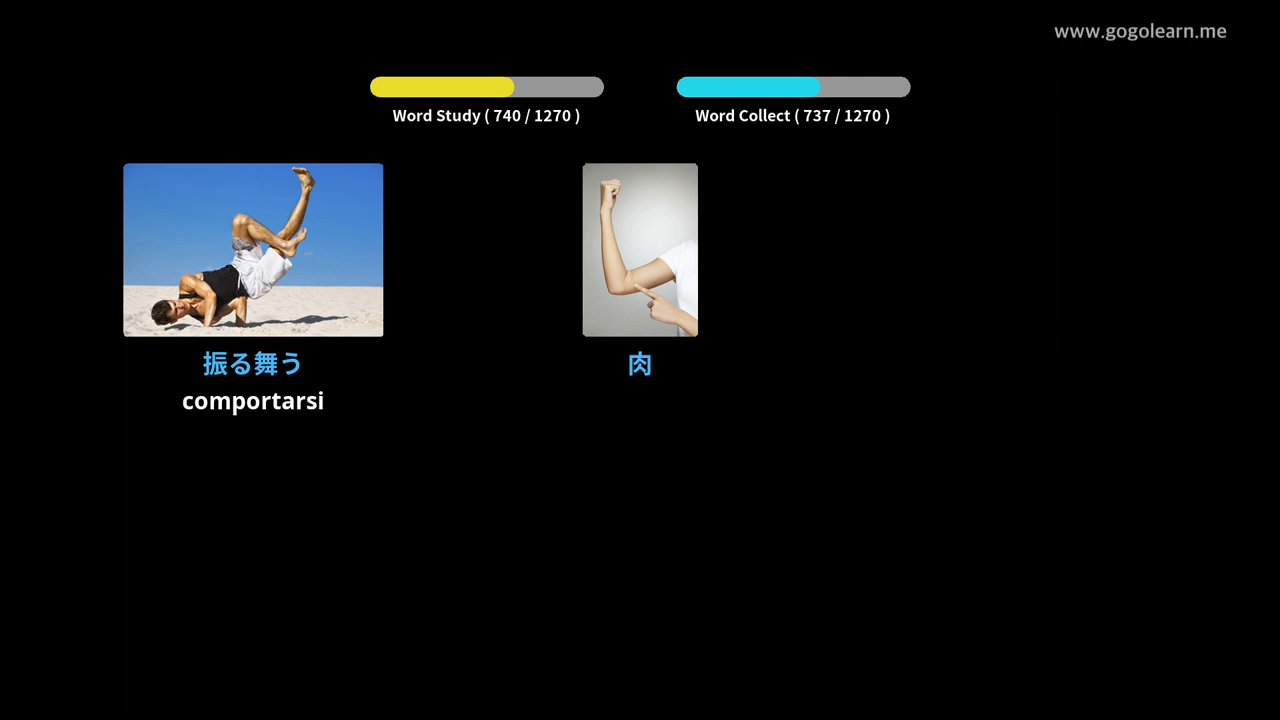 www.gogolearn.me
Word Study ( 740 / 1270 )
Word Collect ( 737 / 1270 )
振る舞う
肉
comportarsi